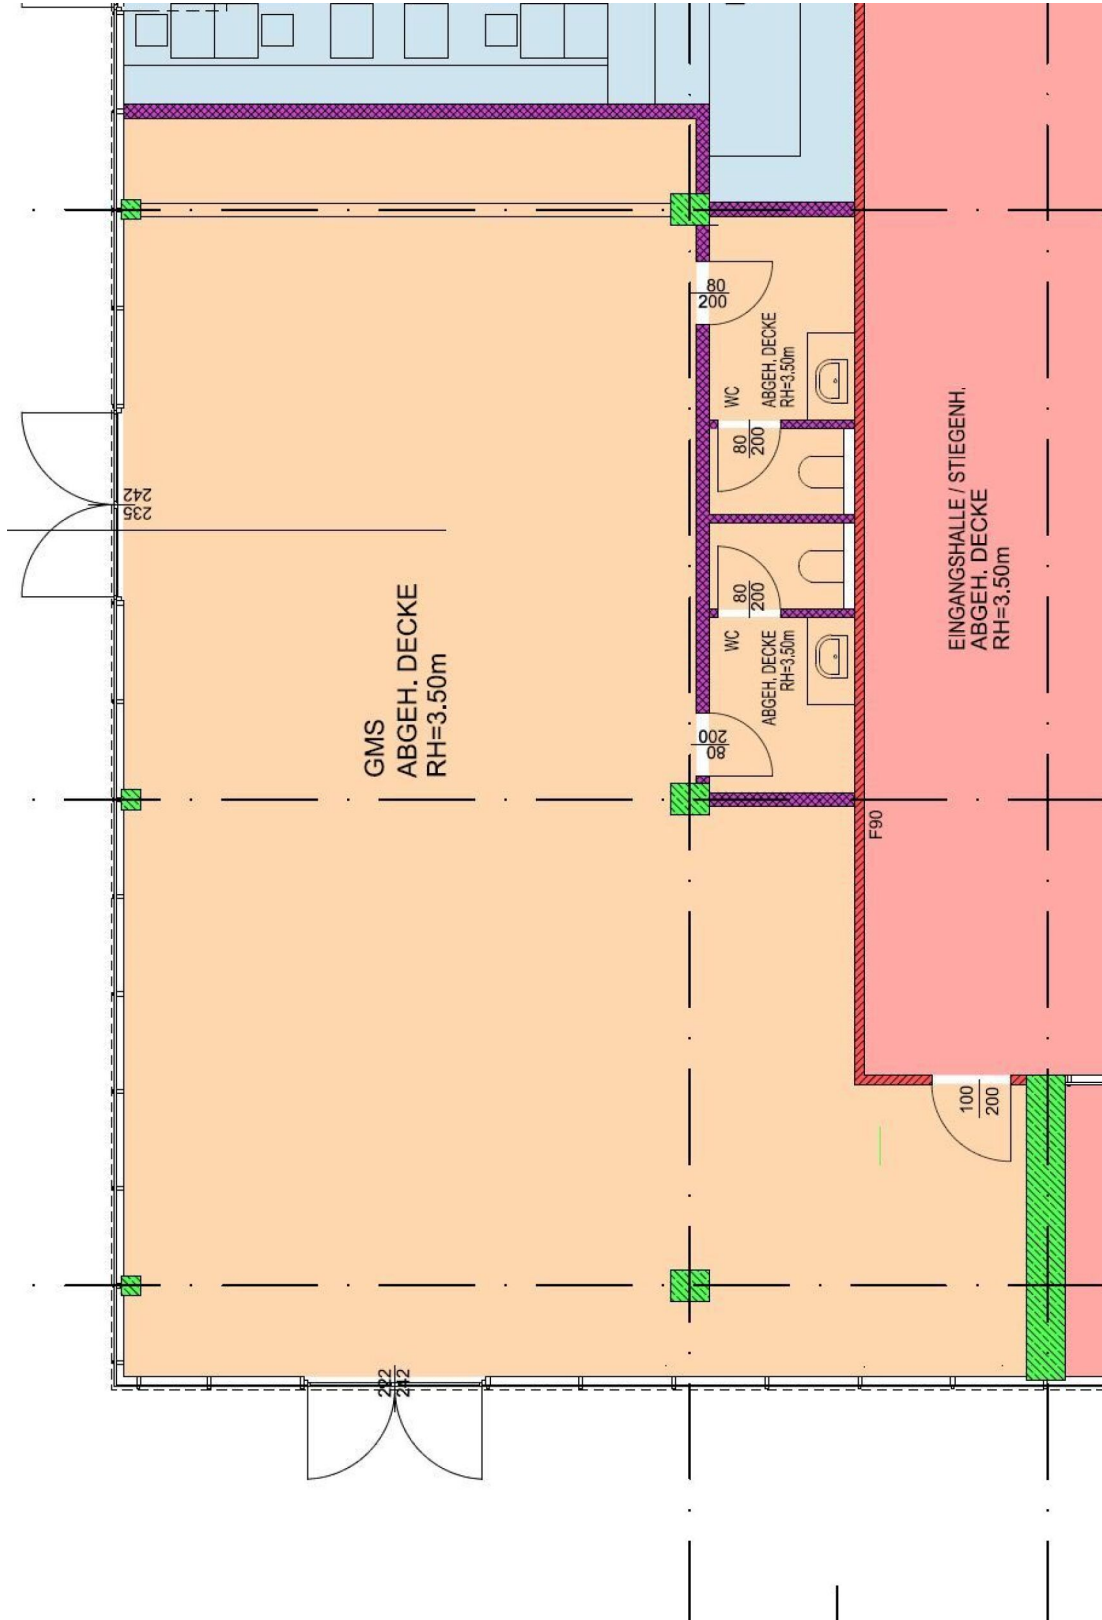 80
200
WC
ABGEH. DECKE
RH=3.50m
80
200
242
235
GMS
ABGEH. DECKE
RH=3.50m
EINGANGSHALLE / STIEGENH.
ABGEH. DECKE
RH=3.50m
80
200
WC
ABGEH. DECKE
RH=3.50m
80
200
F90
100
200
222
242